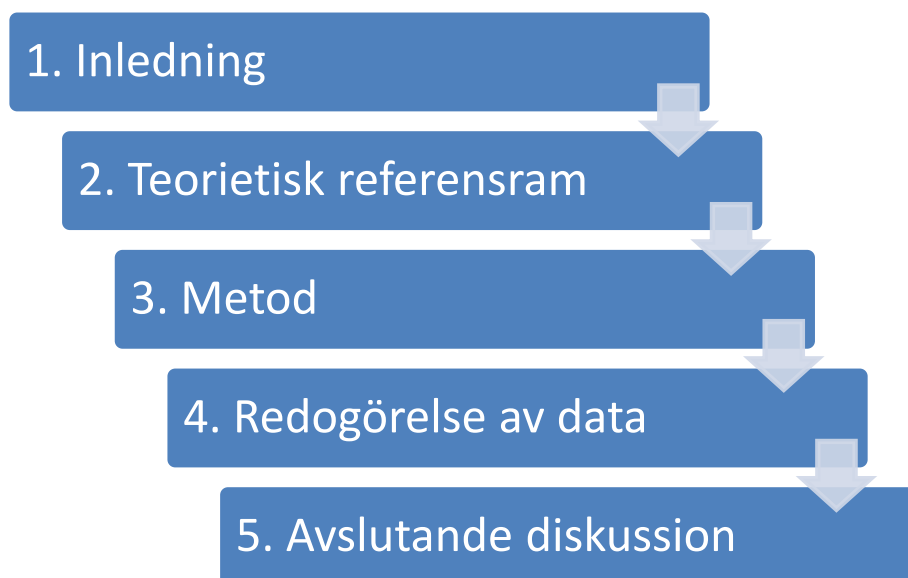 1. Inledning
2. Teorietisk referensram
3. Metod
4. Redogörelse av data
5. Avslutande diskussion